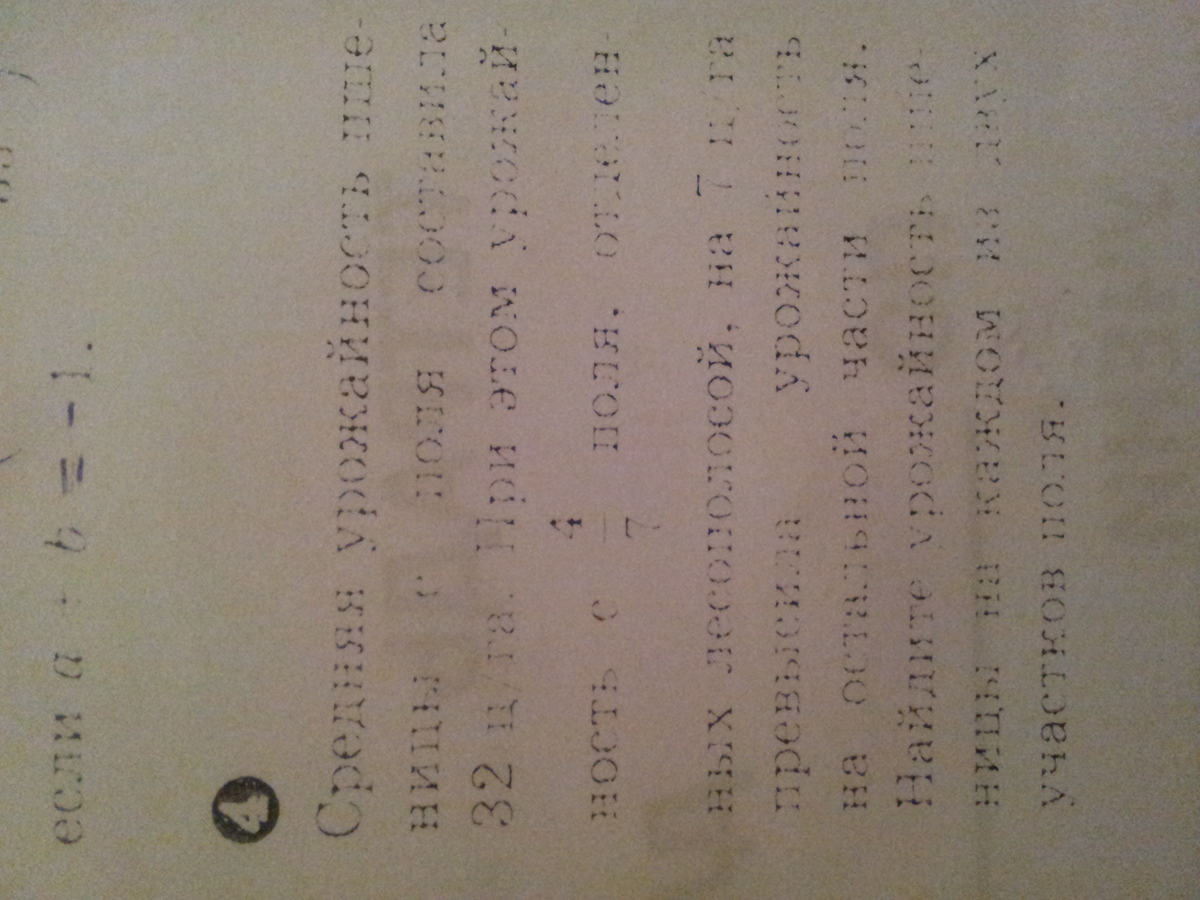 если a + b = -1.
4
Средняя урожайность пше-
ницы с поля составила
32 ц/га. При этом урожай-
ность с 4/7 поля, отделен-
ных лесополосой, на 7 ц/га
превысила урожайность
на остальной части поля.
Найдите урожайность пше-
ницы на каждом из двух
участков поля.